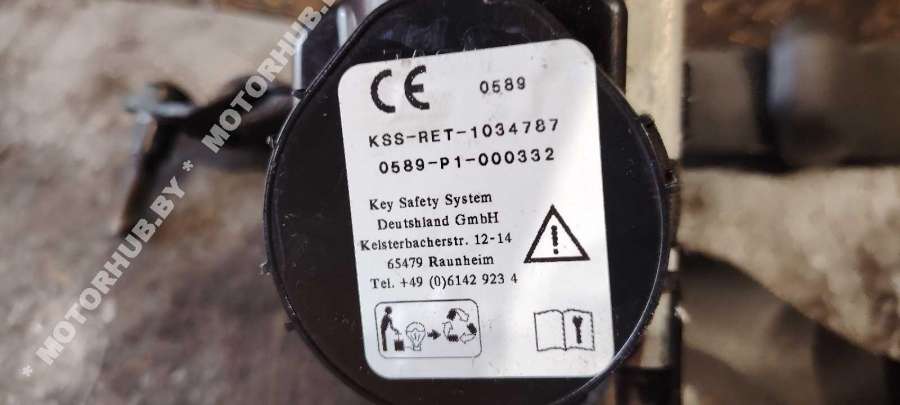 CE 0589
KSS-RET-1034787
0589-P1-000332
Key Safety System
Deutshland GmbH
Kelsterbacherstr. 12-14
65479 Raunheim
Tel. +49 (0)6142 923 4
* MOTORHUB.BY * MOTORHUB.BY